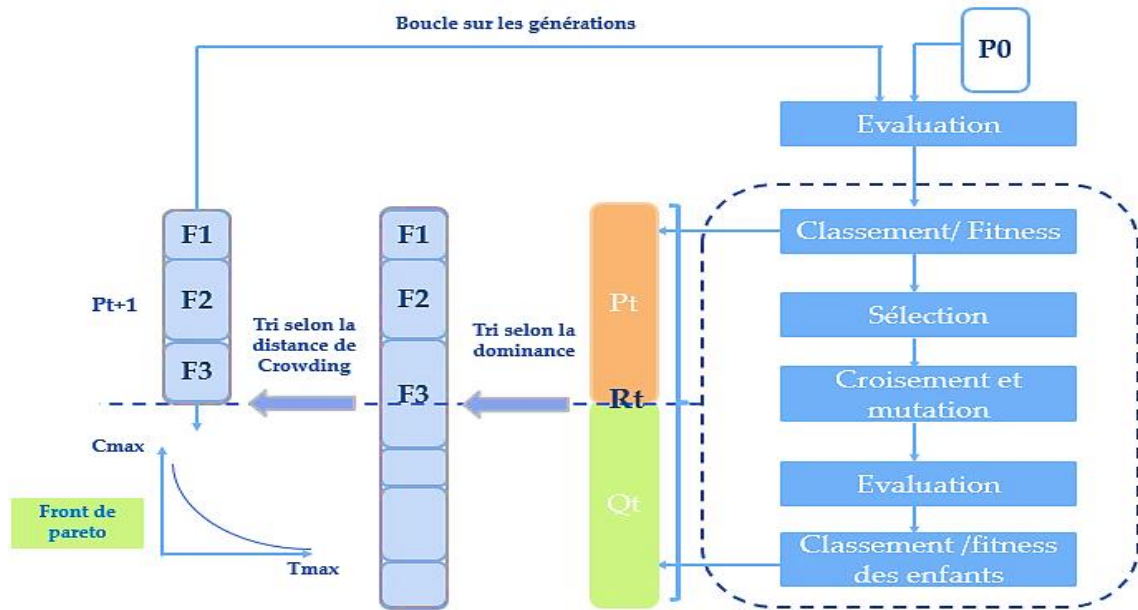 Boucle sur les générations
P0
Evaluation
Classement/ Fitness
Sélection
Croisement et
mutation
Evaluation
Classement /fitness
des enfants
Pt
Rt
Qt
Tri selon la
dominance
F1
F2
F3
Tri selon la
distance de
Crowding
F1
F2
F3
Pt+1
Cmax
Tmax
Front de
pareto